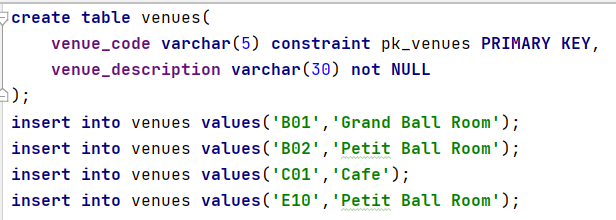 create table venues(
    venue_code varchar(5) constraint pk_venues PRIMARY KEY,
    venue_description varchar(30) not NULL
);
insert into venues values('B01','Grand Ball Room');
insert into venues values('B02','Petit Ball Room');
insert into venues values('C01','Cafe');
insert into venues values('E10','Petit Ball Room');